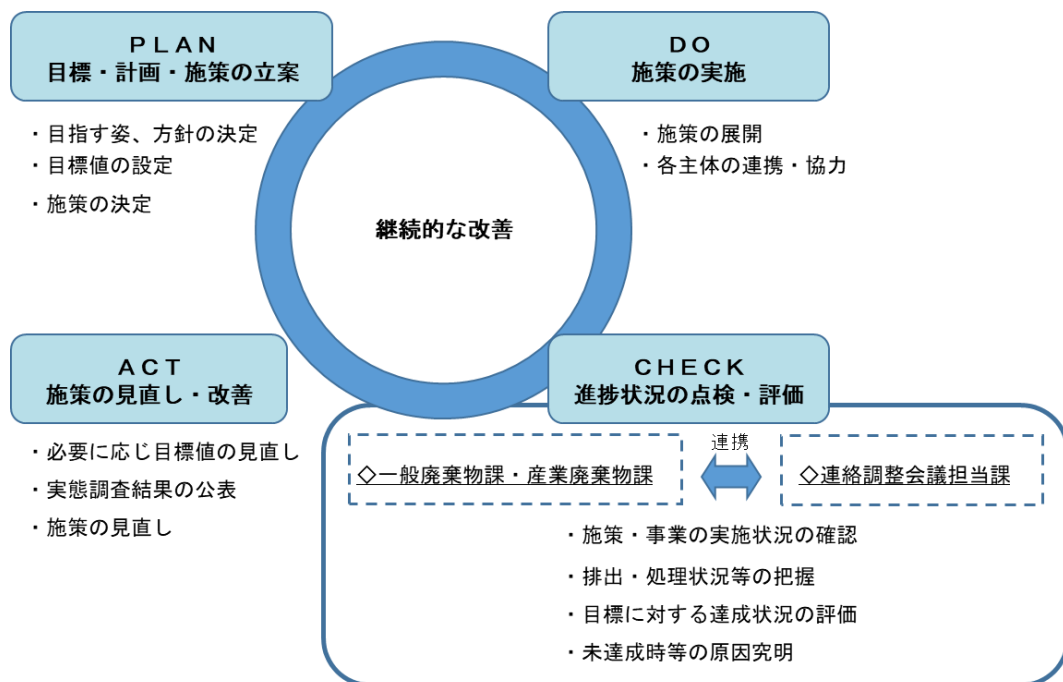 ＰＬＡＮ
目標・計画・施策の立案
・目指す姿、方針の決定
・目標値の設定
・施策の決定
ＤＯ
施策の実施
・施策の展開
・各主体の連携・協力
継続的な改善
ＡＣＴ
施策の見直し・改善
・必要に応じ目標値の見直し
・実態調査結果の公表
・施策の見直し
ＣＨＥＣＫ
進捗状況の点検・評価
◇一般廃棄物課・産業廃棄物課
連携
◇連絡調整会議担当課
・施策・事業の実施状況の確認
・排出・処理状況等の把握
・目標に対する達成状況の評価
・未達成時等の原因究明